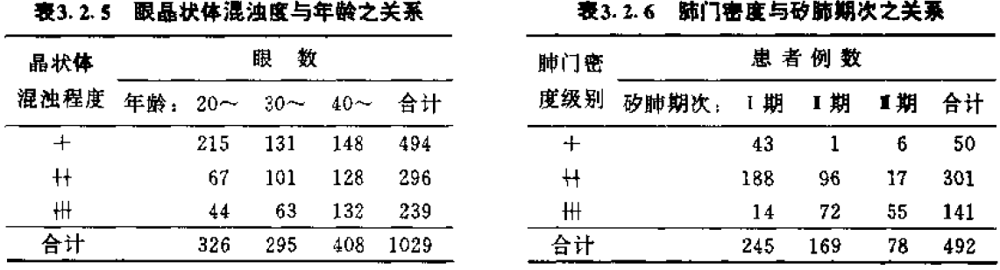 表3.2.5 眼晶状体混浊度与年龄之关系
晶状体 眼数
混浊程度 年龄: 20~ 30~ 40~ 合计
+ 215 131 148 494
++ 67 101 128 296
+++ 44 63 132 239
合计 326 295 408 1029
表3.2.6 肺门密度与矽肺期次之关系
肺门密 患者例数
度级别 矽肺期次: Ⅰ期 Ⅱ期 Ⅲ期 合计
+ 43 1 6 50
++ 188 96 17 301
+++ 14 72 55 141
合计 245 169 78 492